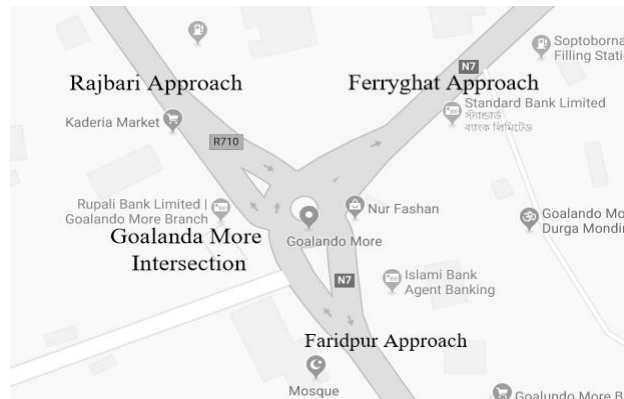 Soptoborna
Filling Statio
N7
Rajbari Approach
Ferryghat Approach
Standard Bank Limited
स्ট্যান্ডার্ড
ব্যাংক লিমিটেড
Kaderia Market
R710
Rupali Bank Limited |
Goalando More Branch
Nur Fashan
Goalando Mo
Durga Mondir
Goalanda More
Intersection
Goalando More
N7
Islami Bank
Agent Banking
Faridpur Approach
Mosque
Goalundo More B